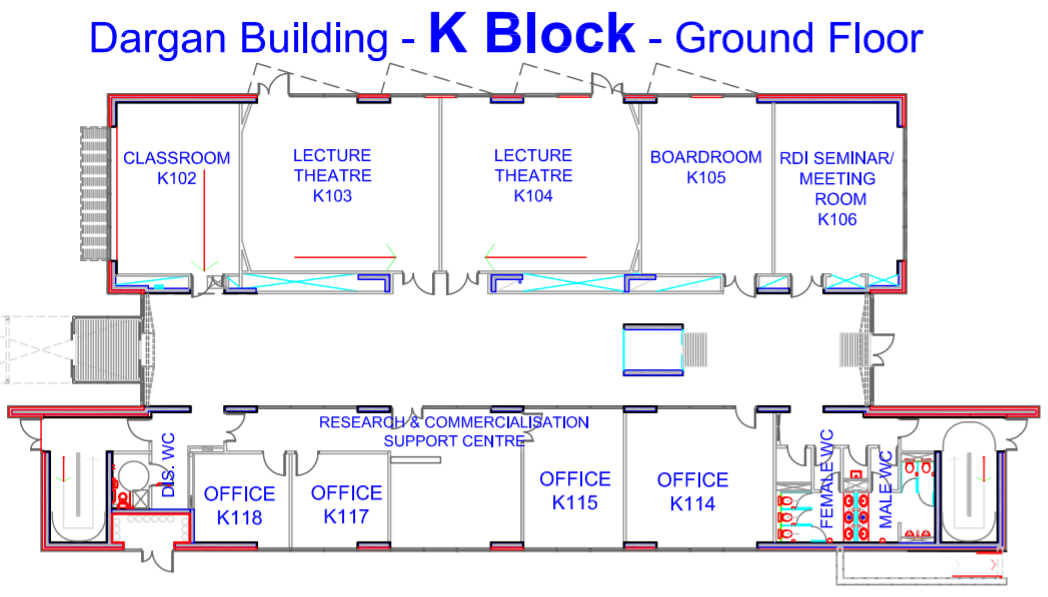 Dargan Building - K Block - Ground Floor
CLASSROOM
K102
LECTURE
THEATRE
K103
LECTURE
THEATRE
K104
BOARDROOM
K105
RDI SEMINAR/
MEETING
ROOM
K106
RESEARCH & COMMERCIALISATION
SUPPORT CENTRE
DIS. WC
OFFICE
K118
OFFICE
K117
OFFICE
K115
OFFICE
K114
FEMALE WC
MALE WC